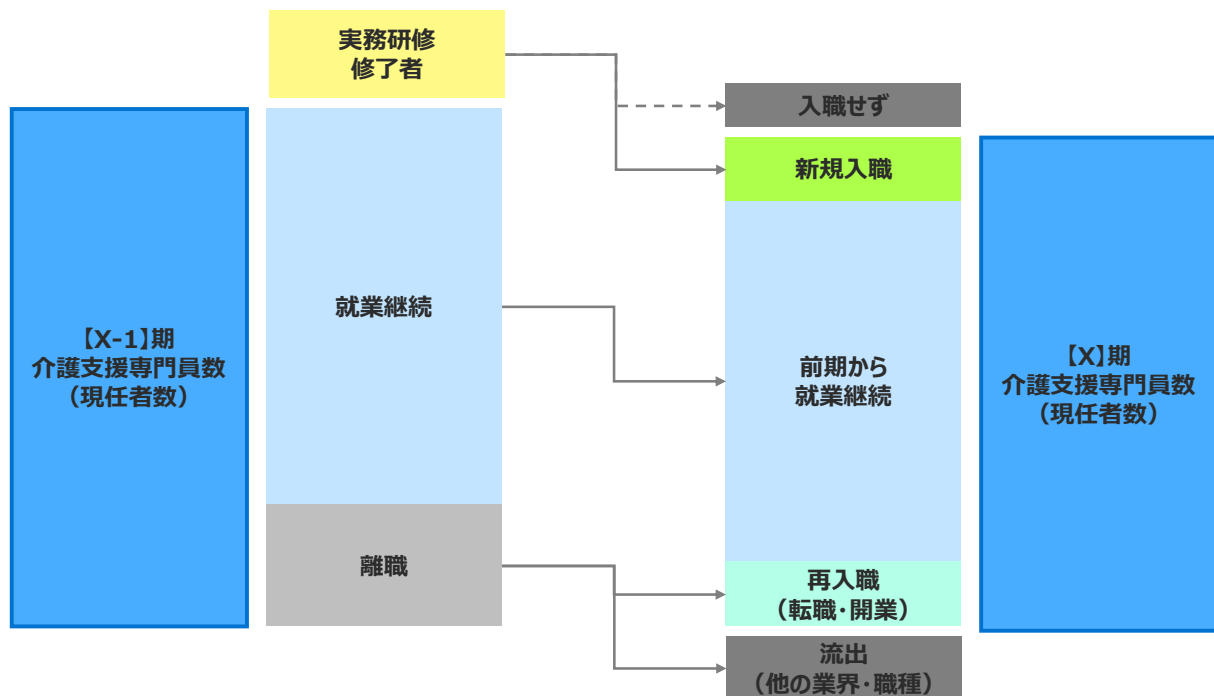 実務研修
修了者
入職せず
新規入職
【X-1】期
介護支援専門員数
（現任者数）
就業継続
前期から
就業継続
【X】期
介護支援専門員数
（現任者数）
離職
再入職
（転職・開業）
流出
（他の業界・職種）